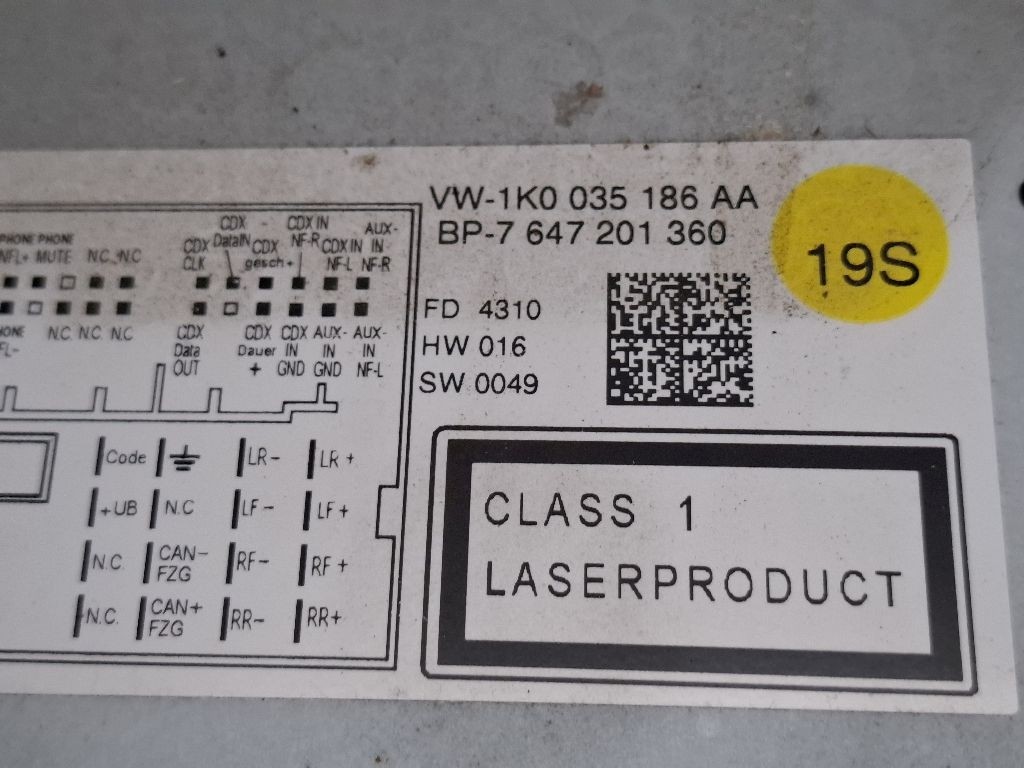 VW-1K0 035 186 AA
BP-7 647 201 360
19S
FD 4310
HW 016
SW 0049
CLASS 1
LASERPRODUCT
PHONE PHONE
NFL+ MUTE N.C. N.C
CDX CLK
CDX DataIN
- CDX gesch+
CDX IN NF-R
CDX IN NF-L
AUX- IN NF-R
N.C. N.C. N.C
CDX Data OUT
CDX Dauer +
CDX IN GND
AUX- IN GND
AUX- IN NF-L
Code LR- LR+
+UB N.C LF- LF+
N.C. CAN- FZG RF- RF+
N.C. CAN+ FZG RR- RR+